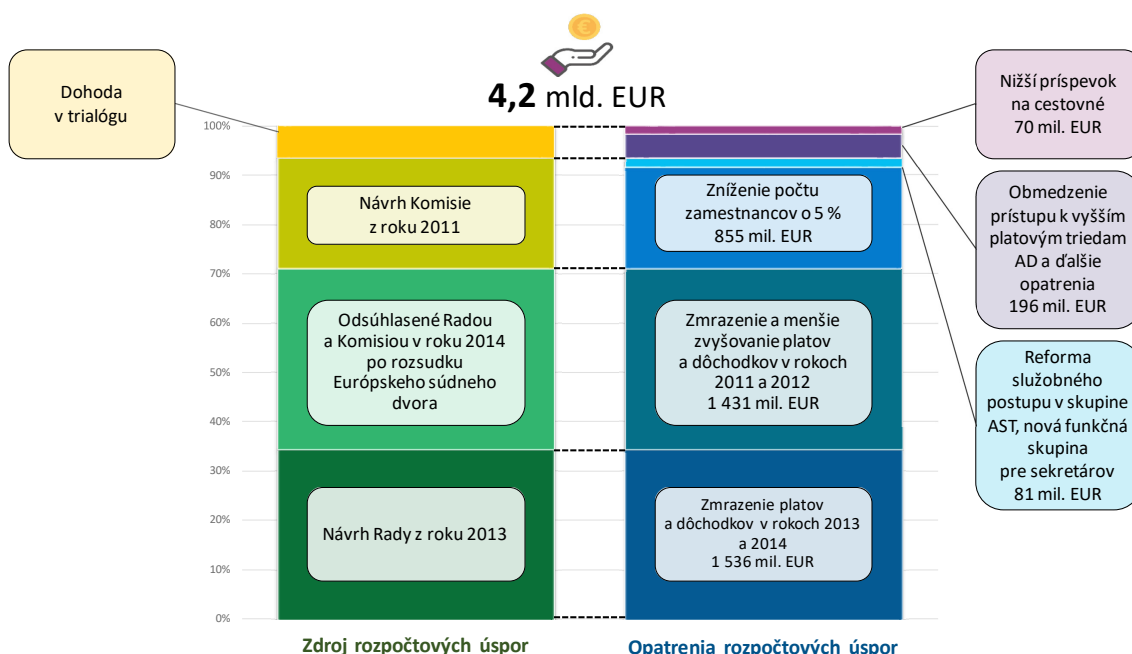 4,2 mld. EUR
Dohoda
v trialógu
100%
90%
80%
70%
60%
50%
40%
30%
20%
10%
0%
Návrh Komisie
z roku 2011
Odsúhlasené Radou
a Komisiou v roku 2014
po rozsudku
Európskeho súdneho
dvora
Návrh Rady z roku 2013
Zdroj rozpočtových úspor
Zníženie počtu
zamestnancov o 5 %
855 mil. EUR
Zmrazenie a menšie
zvyšovanie platov
a dôchodkov v rokoch
2011 a 2012
1 431 mil. EUR
Zmrazenie platov
a dôchodkov v rokoch 2013
a 2014
1 536 mil. EUR
Opatrenia rozpočtových úspor
Nižší príspevok
na cestovné
70 mil. EUR
Obmedzenie
prístupu k vyšším
platovým triedam
AD a ďalšie
opatrenia
196 mil. EUR
Reforma
služobného
postupu v skupine
AST, nová funkčná
skupina
pre sekretárov
81 mil. EUR